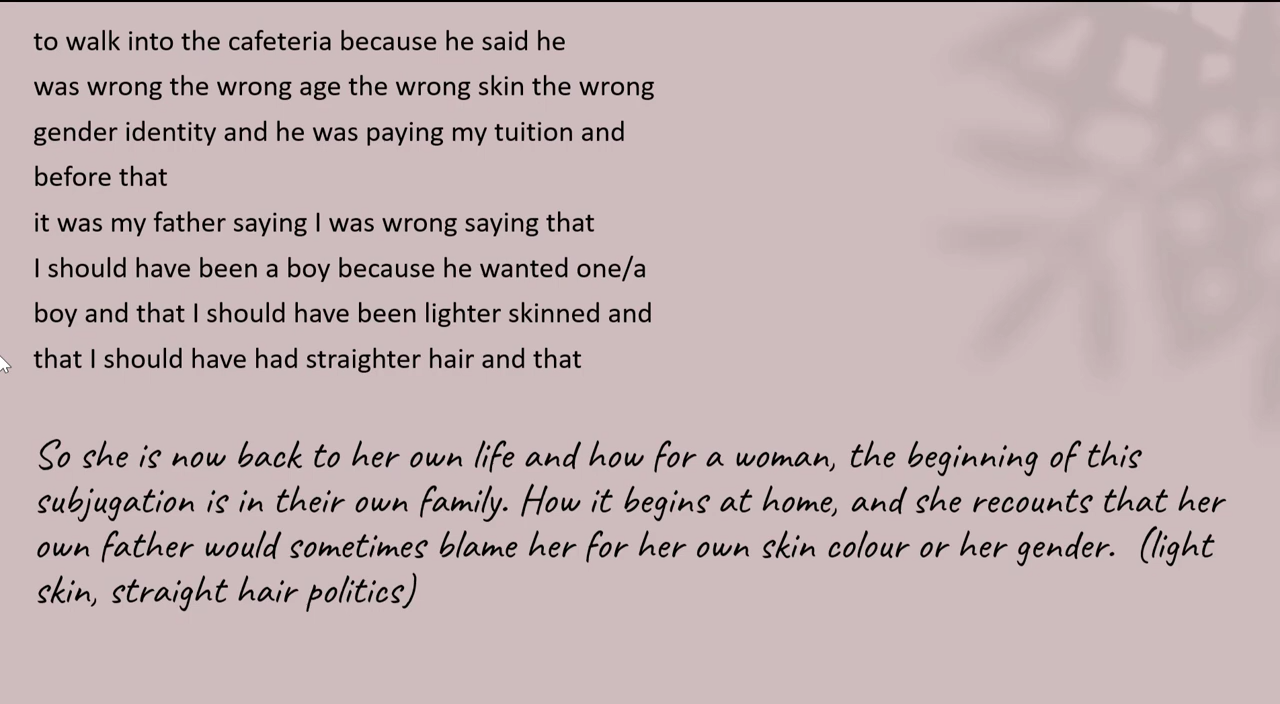 to walk into the cafeteria because he said he
was wrong the wrong age the wrong skin the wrong
gender identity and he was paying my tuition and
before that
it was my father saying I was wrong saying that
I should have been a boy because he wanted one/a
boy and that I should have been lighter skinned and
that I should have had straighter hair and that
So she is now back to her own life and how for a woman, the beginning of this
subjugation is in their own family. How it begins at home, and she recounts that her
own father would sometimes blame her for her own skin colour or her gender. (light
skin, straight hair politics)